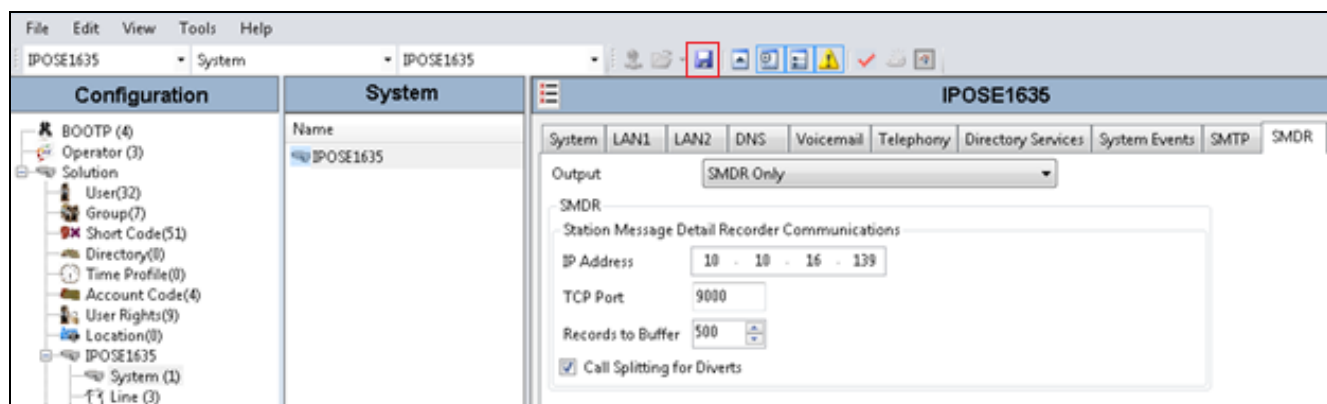 File Edit View Tools Help
IPOSE1635 System IPOSE1635
Configuration
BOOTP (4)
Operator (3)
Solution
User(32)
Group(7)
Short Code(51)
Directory(0)
Time Profile(0)
Account Code(4)
User Rights(9)
Location(0)
IPOSE1635
System (1)
Line (3)
System
Name
IPOSE1635
IPOSE1635
System LAN1 LAN2 DNS Voicemail Telephony Directory Services System Events SMTP SMDR
Output SMDR Only
SMDR
Station Message Detail Recorder Communications
IP Address 10 . 10 . 16 . 139
TCP Port 9000
Records to Buffer 500
Call Splitting for Diverts